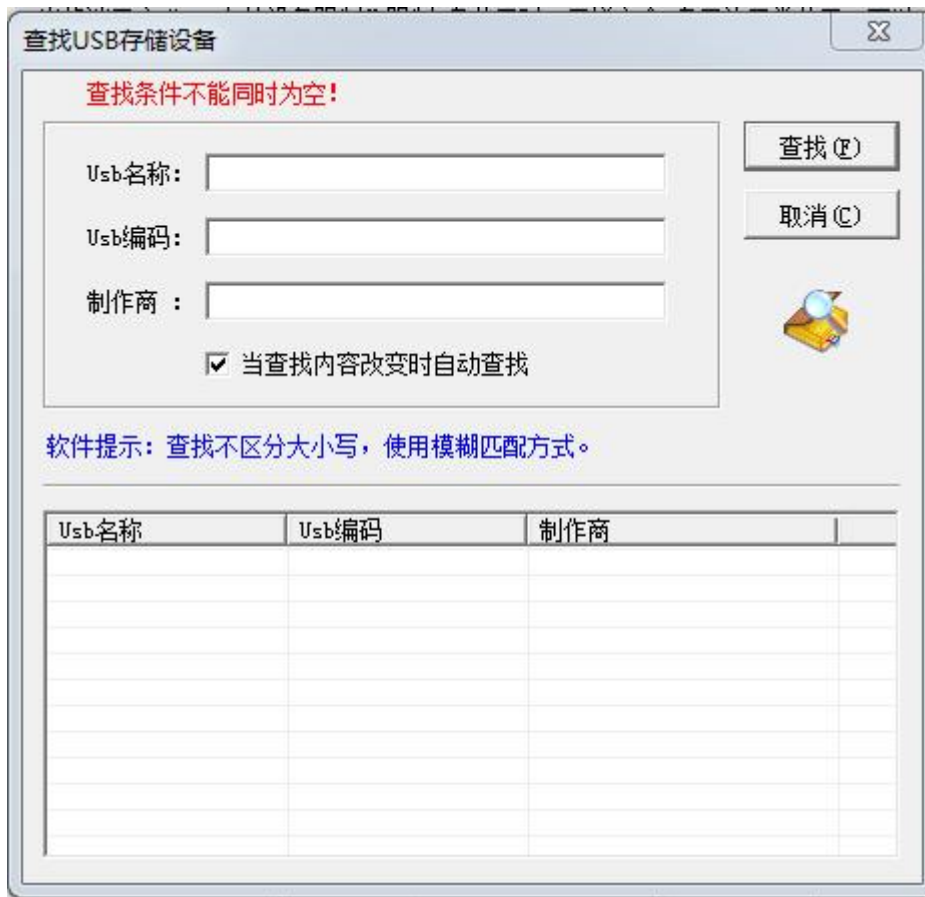 查找USB存储设备
查找条件不能同时为空!
查找(F)
Usb名称:
取消(C)
Usb编码:
制作商 :
当查找内容改变时自动查找
软件提示: 查找不区分大小写，使用模糊匹配方式。
Usb名称 Usb编码 制作商